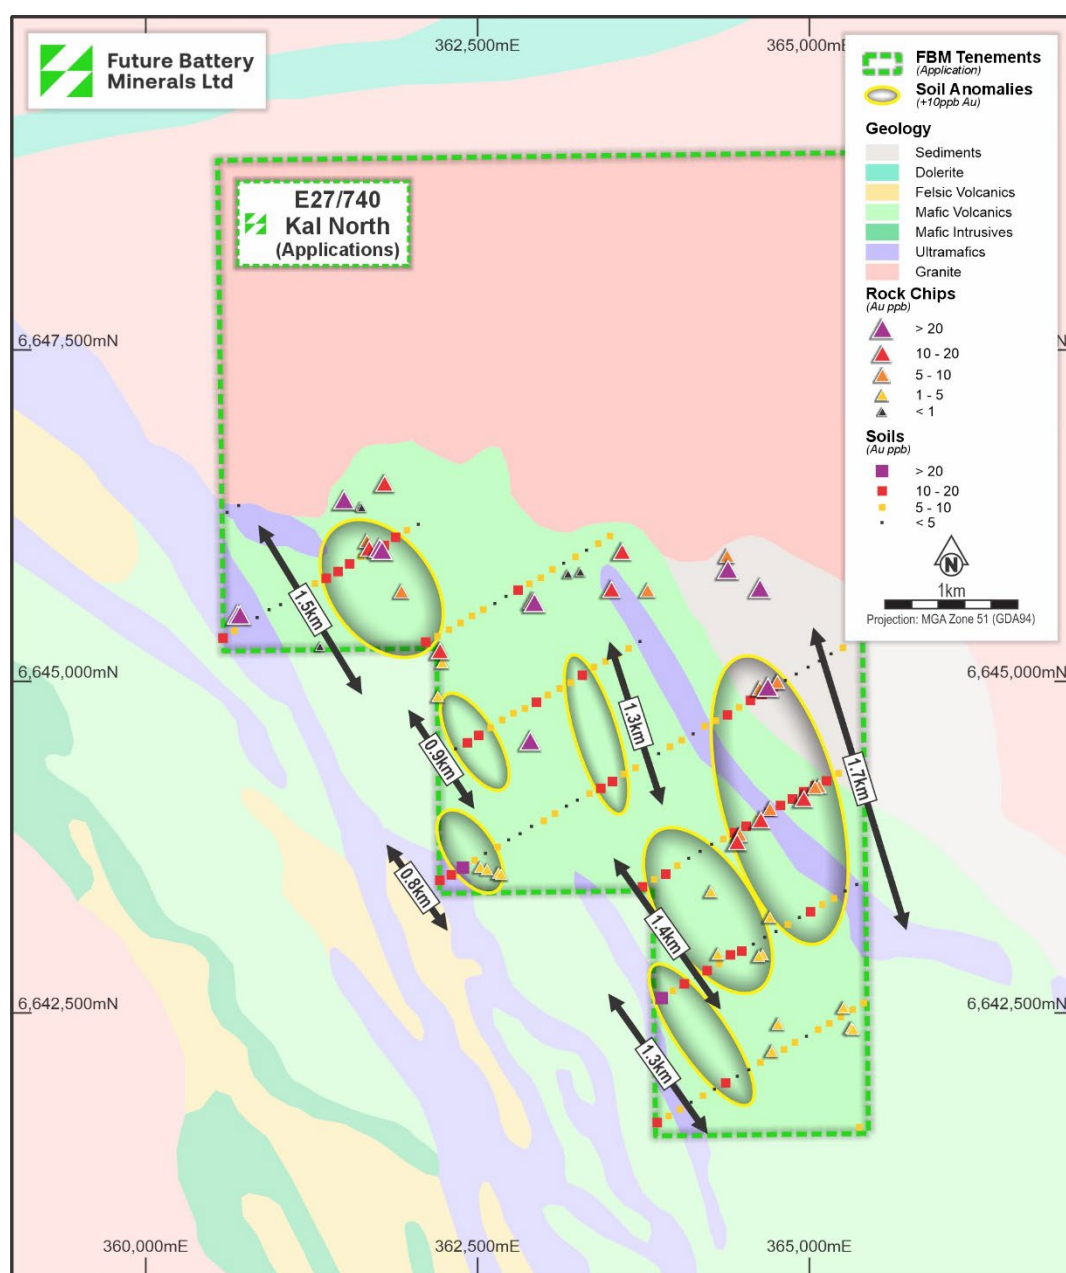 Future Battery
Minerals Ltd
362,500mE
365,000mE
FBM Tenements
(Application)
Soil Anomalies
(+10ppb Au)
Geology
Sediments
Dolerite
Felsic Volcanics
Mafic Volcanics
Mafic Intrusives
Ultramafics
Granite
Rock Chips
(Au ppb)
> 20
10 - 20
5 - 10
1 - 5
< 1
Soils
(Au ppb)
> 20
10 - 20
5 - 10
< 5
N
1km
Projection: MGA Zone 51 (GDA94)
E27/740
Kal North
(Applications)
6,647,500mN
N
1.5km
6,645,000mN
6,645,000mN
0.9km
1.3km
1.7km
0.8km
1.4km
6,642,500mN
6,642,500mN
1.3km
360,000mE
362,500mE
365,000mE